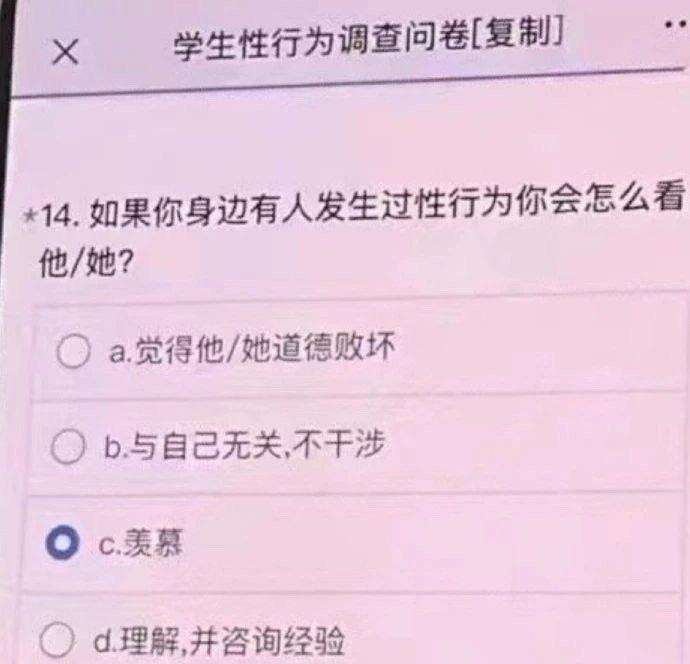 学生性行为调查问卷[复制]
*14. 如果你身边有人发生过性行为你会怎么看
他/她?
a.觉得他/她道德败坏
b.与自己无关,不干涉
c.羡慕
d.理解,并咨询经验